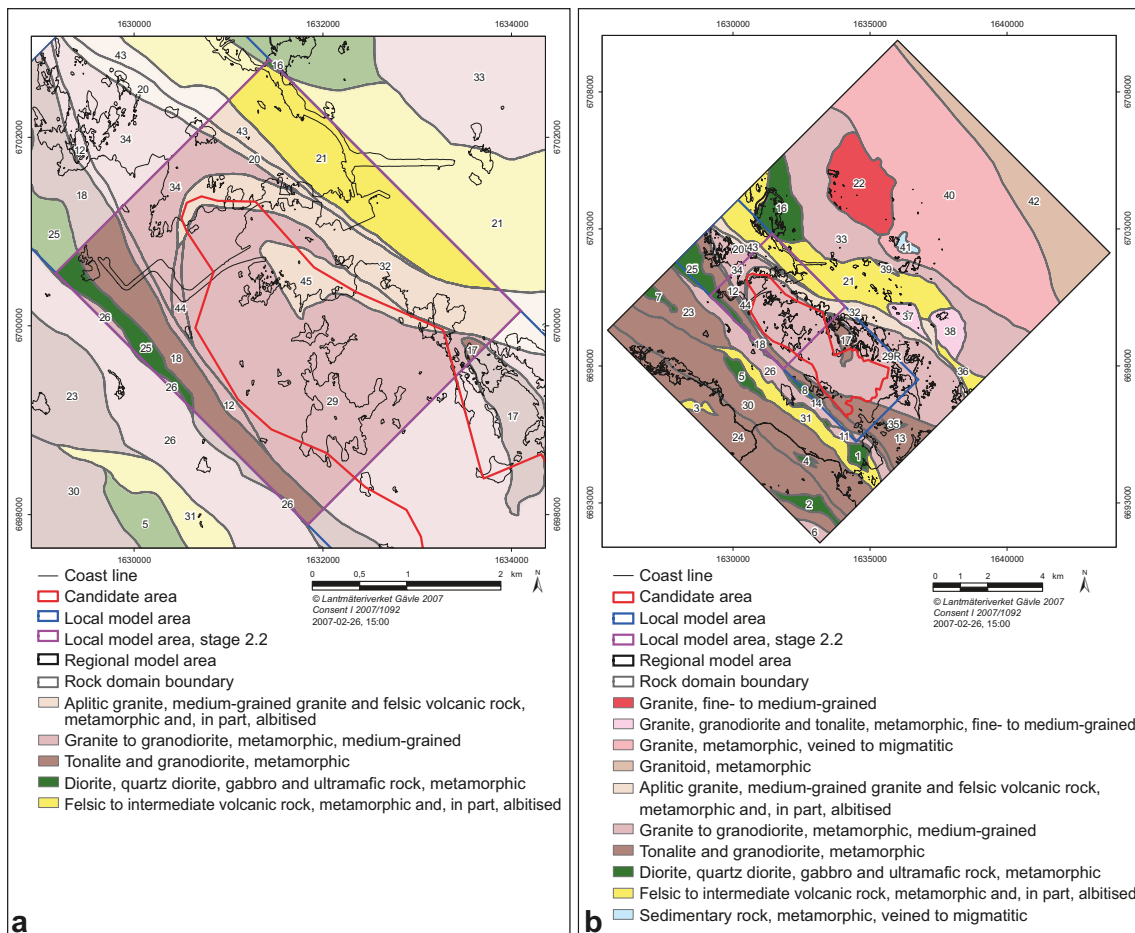 1630000 1632000 1634000
6702000
6700000
6698000
43
20
16
33
34
12
43
20
21
18
34
21
25
32
45
44
26
17
25
18
26
23
12
29
17
26
30
26
31
5
Coast line
Candidate area
Local model area
Local model area, stage 2.2
Regional model area
Rock domain boundary
Aplitic granite, medium-grained granite and felsic volcanic rock,
metamorphic and, in part, albitised
Granite to granodiorite, metamorphic, medium-grained
Tonalite and granodiorite, metamorphic
Diorite, quartz diorite, gabbro and ultramafic rock, metamorphic
Felsic to intermediate volcanic rock, metamorphic and, in part, albitised
0 0,5 1 2 km
N
© Lantmäteriverket Gävle 2007
Consent I 2007/1092
2007-02-26, 15:00
a
1630000 1635000 1640000
6708000 6708000
6703000 6703000
6698000 6698000
6693000 6693000
22
40
42
16
33
41
20 43
39
25
34
21
12
7
44
37
23
32
38
17
18
29R
26
36
5
8
3
30
14
31
35
24
11
13
4
1
2
6
Coast line
Candidate area
Local model area
Local model area, stage 2.2
Regional model area
Rock domain boundary
Granite, fine- to medium-grained
Granite, granodiorite and tonalite, metamorphic, fine- to medium-grained
Granite, metamorphic, veined to migmatitic
Granitoid, metamorphic
Aplitic granite, medium-grained granite and felsic volcanic rock,
metamorphic and, in part, albitised
Granite to granodiorite, metamorphic, medium-grained
Tonalite and granodiorite, metamorphic
Diorite, quartz diorite, gabbro and ultramafic rock, metamorphic
Felsic to intermediate volcanic rock, metamorphic and, in part, albitised
Sedimentary rock, metamorphic, veined to migmatitic
0 1 2 4 km
N
© Lantmäteriverket Gävle 2007
Consent I 2007/1092
2007-02-26, 15:00
b